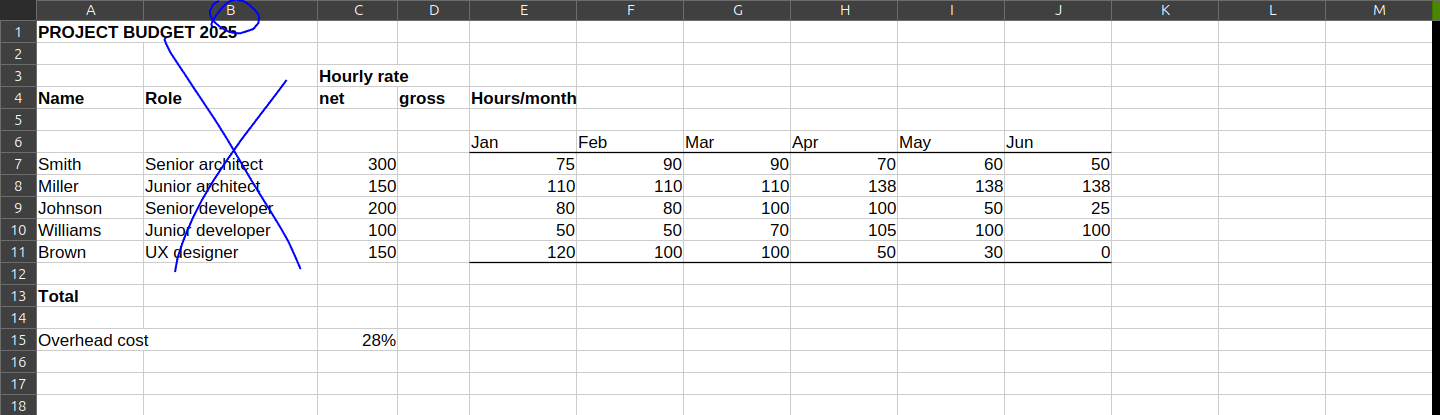 A B C D E F G H I J K L M
1 PROJECT BUDGET 2025
2
3 Hourly rate
4 Name Role net gross Hours/month
5
6 Jan Feb Mar Apr May Jun
7 Smith Senior architect 300 75 90 90 70 60 50
8 Miller Junior architect 150 110 110 110 138 138 138
9 Johnson Senior developer 200 80 80 100 100 50 25
10 Williams Junior developer 100 50 50 70 105 100 100
11 Brown UX designer 150 120 100 100 50 30 0
12
13 Total
14
15 Overhead cost 28%
16
17
18